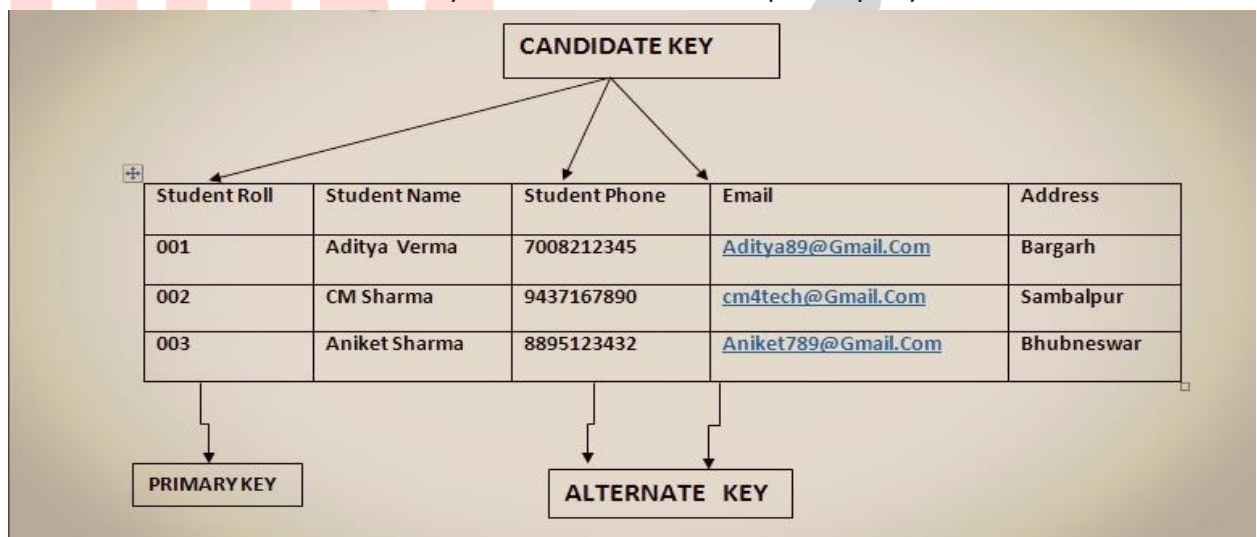 CANDIDATE KEY
Student Roll Student Name Student Phone Email Address
001 Aditya Verma 7008212345 Aditya89@Gmail.Com Bargarh
002 CM Sharma 9437167890 cm4tech@Gmail.Com Sambalpur
003 Aniket Sharma 8895123432 Aniket789@Gmail.Com Bhubneswar
PRIMARY KEY
ALTERNATE KEY